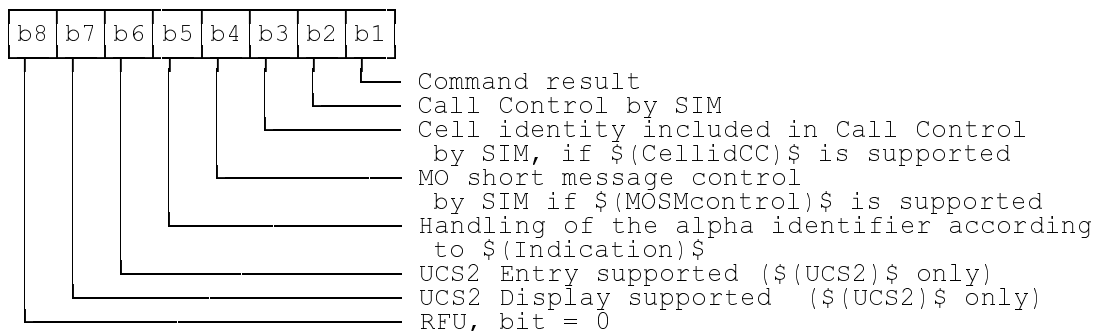 b8 b7 b6 b5 b4 b3 b2 b1
Command result
Call Control by SIM
Cell identity included in Call Control
by SIM, if $(CellidCC)$ is supported
MO short message control
by SIM if $(MOSMcontrol)$ is supported
Handling of the alpha identifier according
to $(Indication)$
UCS2 Entry supported ($(UCS2)$ only)
UCS2 Display supported ($(UCS2)$ only)
RFU, bit = 0